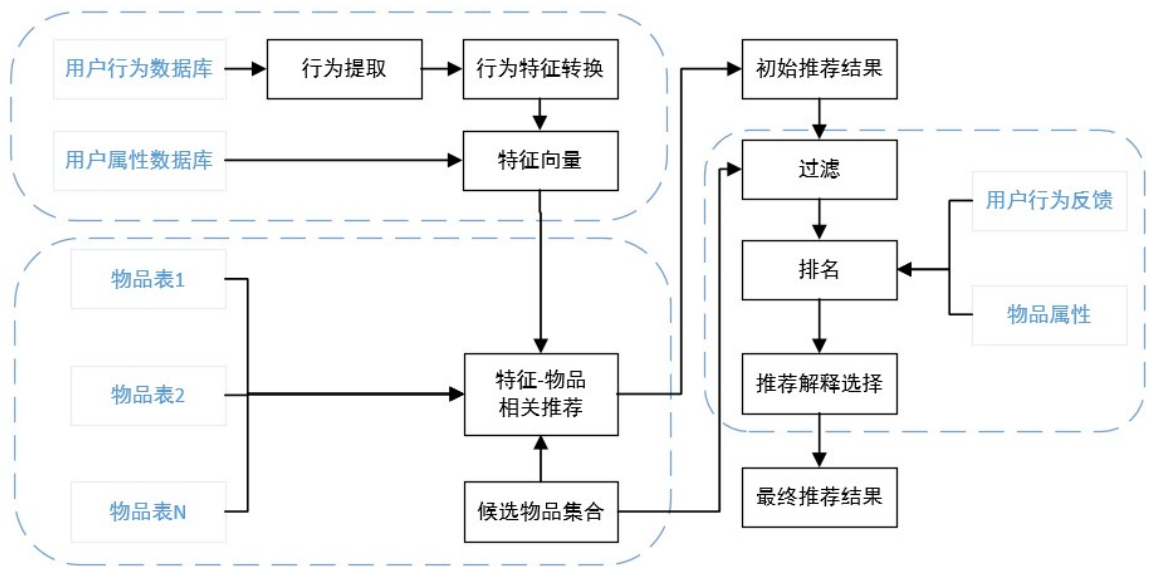 用户行为数据库
行为提取
行为特征转换
初始推荐结果
用户属性数据库
特征向量
过滤
用户行为反馈
物品表1
排名
物品属性
物品表2
特征-物品
相关推荐
推荐解释选择
物品表N
候选物品集合
最终推荐结果